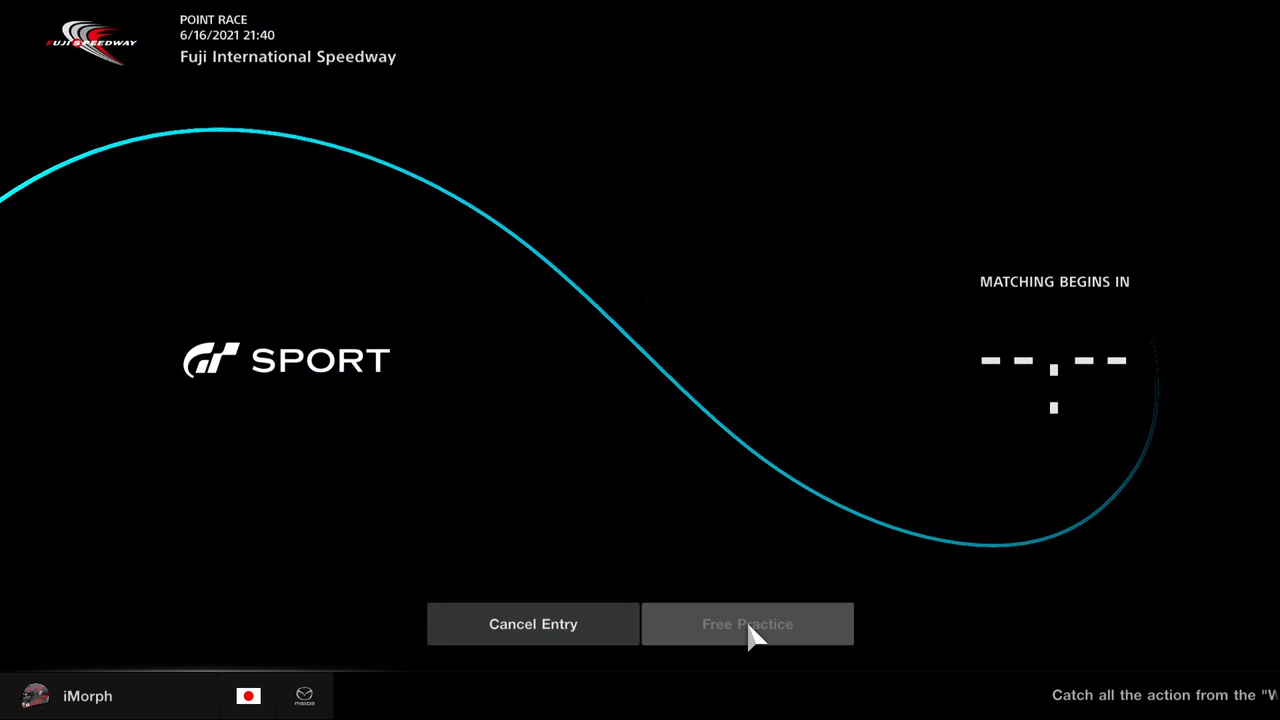 FUJI SPEEDWAY
POINT RACE
6/16/2021 21:40
Fuji International Speedway
MATCHING BEGINS IN
SPORT
-- : --
Cancel Entry
Free Practice
iMorph
mazda
Catch all the action from the "W